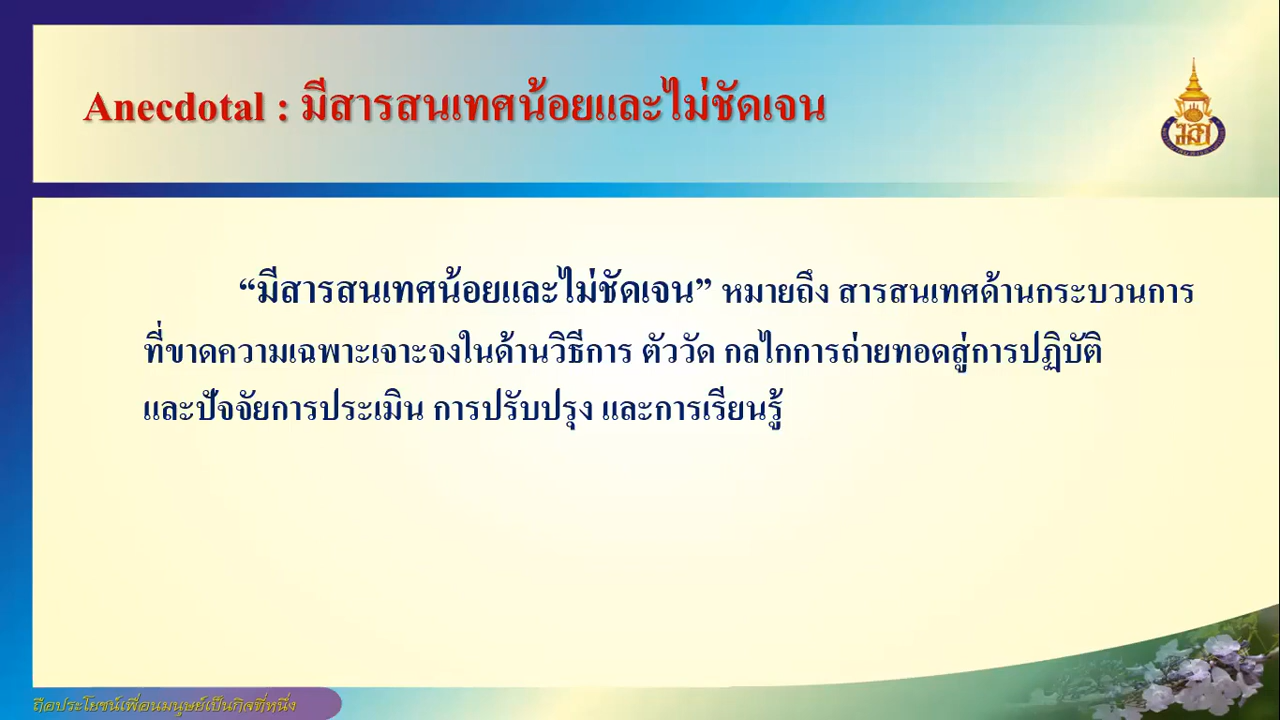 Anecdotal : มีสารสนเทศน้อยและไม่ชัดเจน
“มีสารสนเทศน้อยและไม่ชัดเจน” หมายถึง สารสนเทศด้านกระบวนการ
ที่ขาดความเฉพาะเจาะจงในด้านวิธีการ ตัววัด กลไกการถ่ายทอดสู่การปฏิบัติ
และปัจจัยการประเมิน การปรับปรุง และการเรียนรู้
ถือประโยชน์เพื่อนมนุษย์เป็นกิจที่หนึ่ง